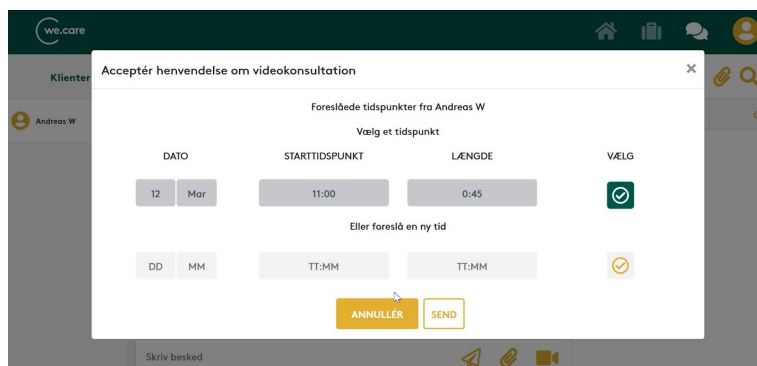 we.care
Klienter
Andreas W
Acceptér henvendelse om videokonsultation
×
Foreslåede tidspunkter fra Andreas W
Vælg et tidspunkt
DATO STARTTIDSPUNKT LÆNGDE VÆLG
12 Mar 11:00 0:45
Eller foreslå en ny tid
DD MM TT:MM TT:MM
ANNULLÉR SEND
Skriv besked